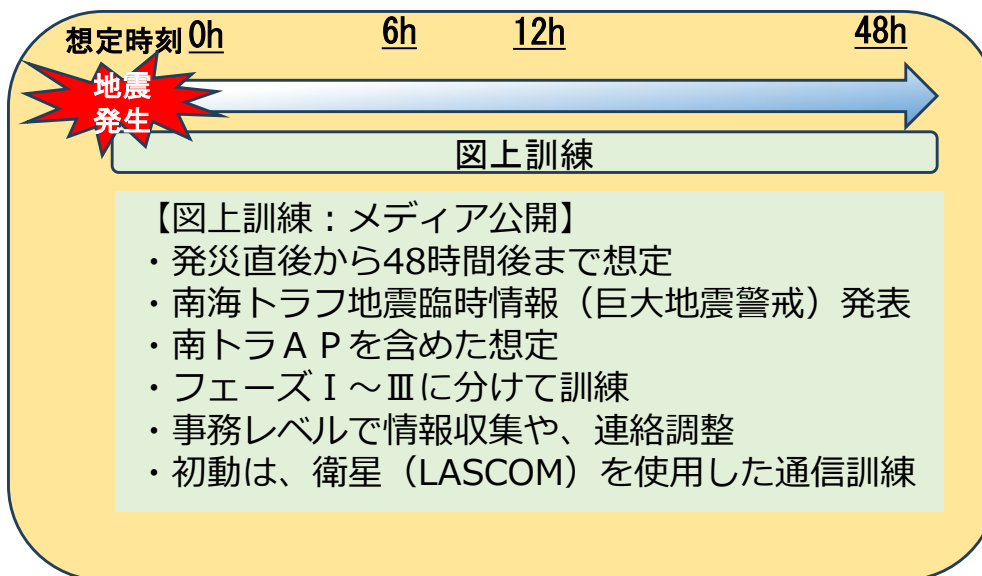 想定時刻 0h 6h 12h 48h
地震
発生
図上訓練
【図上訓練：メディア公開】
・発災直後から48時間後まで想定
・南海トラフ地震臨時情報（巨大地震警戒）発表
・南トラＡＰを含めた想定
・フェーズⅠ～Ⅲに分けて訓練
・事務レベルで情報収集や、連絡調整
・初動は、衛星（LASCOM）を使用した通信訓練